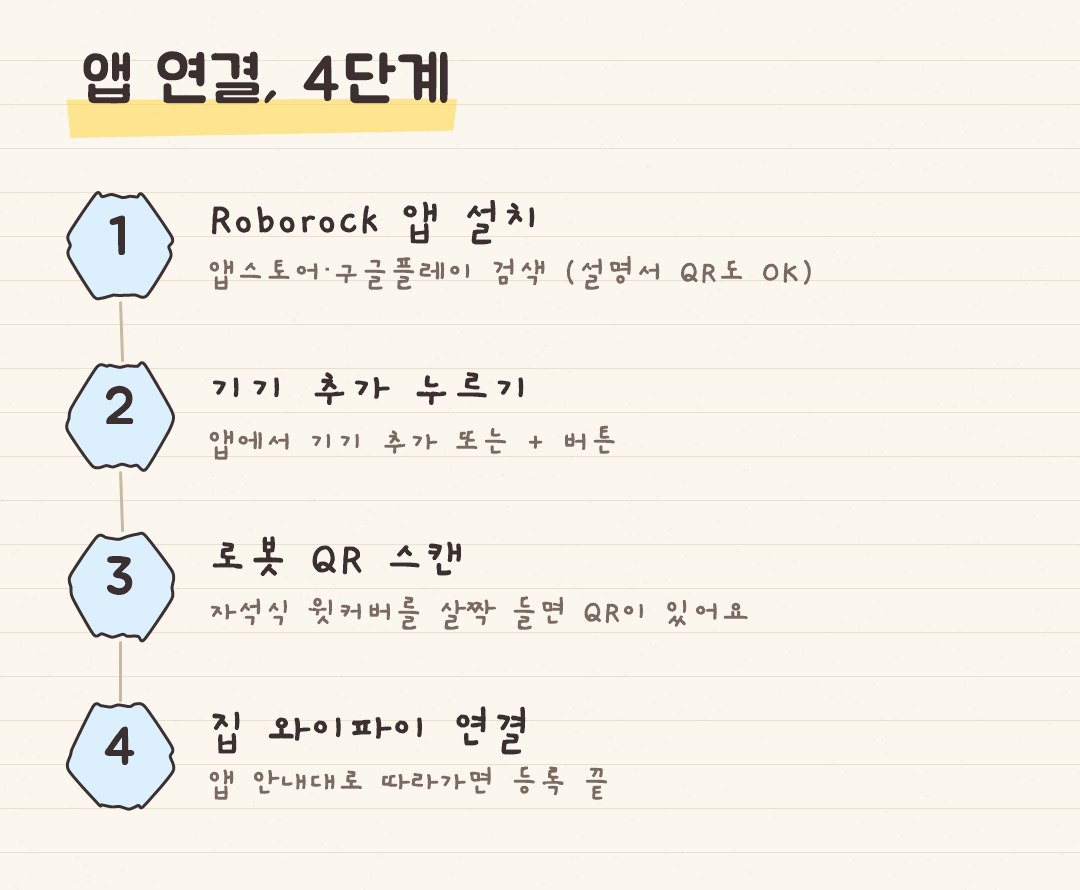 앱 연결, 4단계
1
Roborock 앱 설치
앱스토어·구글플레이 검색 (설명서 QR도 OK)
2
기기 추가 누르기
앱에서 기기 추가 또는 + 버튼
3
로봇 QR 스캔
자석식 윗커버를 살짝 들면 QR이 있어요
4
집 와이파이 연결
앱 안내대로 따라가면 등록 끝